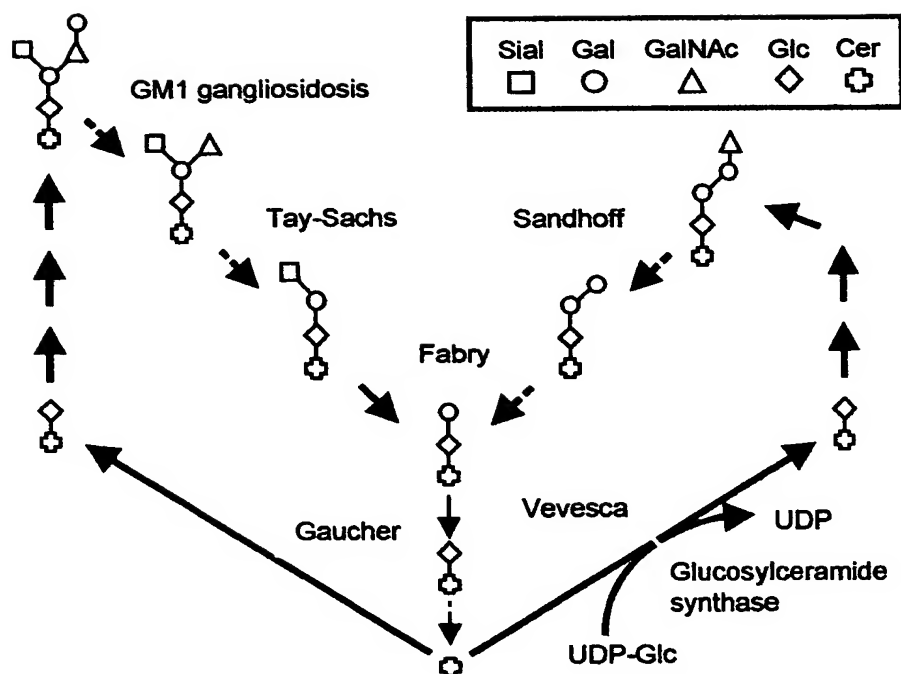 Sial Gal GalNAc Glc Cer
GM1 gangliosidosis
Tay-Sachs
Sandhoff
Fabry
Gaucher
Vevesca
UDP
Glucosylceramide
synthase
UDP-Glc